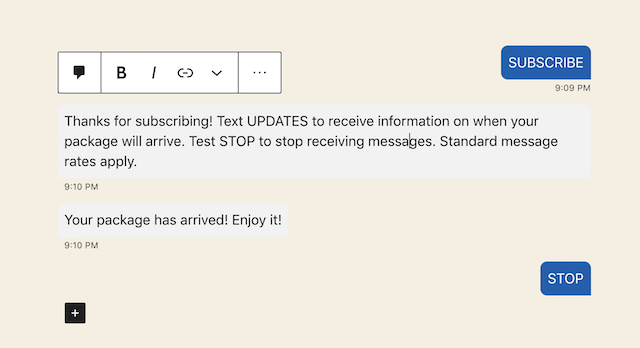 B I ...
SUBSCRIBE
9:09 PM
Thanks for subscribing! Text UPDATES to receive information on when your
package will arrive. Test STOP to stop receiving messages. Standard message
rates apply.
9:10 PM
Your package has arrived! Enjoy it!
9:10 PM
STOP